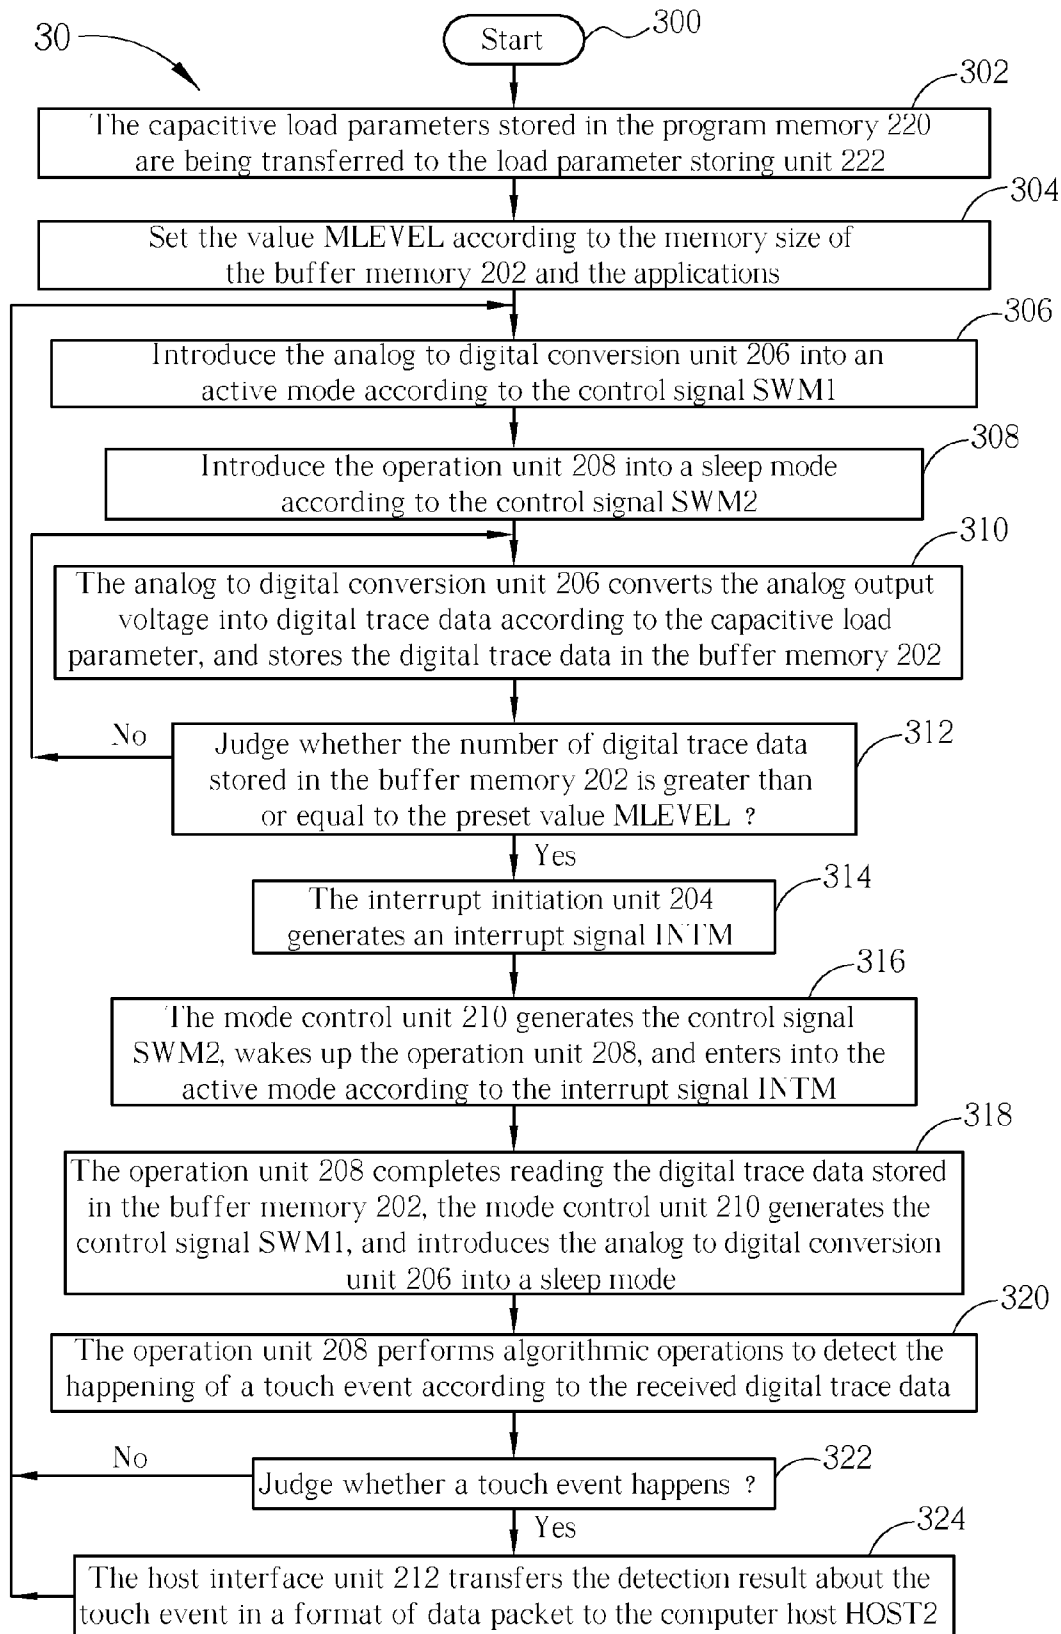 30
Start
300
302
The capacitive load parameters stored in the program memory 220
are being transferred to the load parameter storing unit 222
304
Set the value MLEVEL according to the memory size of
the buffer memory 202 and the applications
306
Introduce the analog to digital conversion unit 206 into an
active mode according to the control signal SWM1
308
Introduce the operation unit 208 into a sleep mode
according to the control signal SWM2
310
The analog to digital conversion unit 206 converts the analog output
voltage into digital trace data according to the capacitive load
parameter, and stores the digital trace data in the buffer memory 202
No
312
Judge whether the number of digital trace data
stored in the buffer memory 202 is greater than
or equal to the preset value MLEVEL ?
Yes
314
The interrupt initiation unit 204
generates an interrupt signal INTM
316
The mode control unit 210 generates the control signal
SWM2, wakes up the operation unit 208, and enters into the
active mode according to the interrupt signal INTM
318
The operation unit 208 completes reading the digital trace data stored
in the buffer memory 202, the mode control unit 210 generates the
control signal SWM1, and introduces the analog to digital conversion
unit 206 into a sleep mode
320
The operation unit 208 performs algorithmic operations to detect the
happening of a touch event according to the received digital trace data
No
322
Judge whether a touch event happens ?
Yes
324
The host interface unit 212 transfers the detection result about the
touch event in a format of data packet to the computer host HOST2